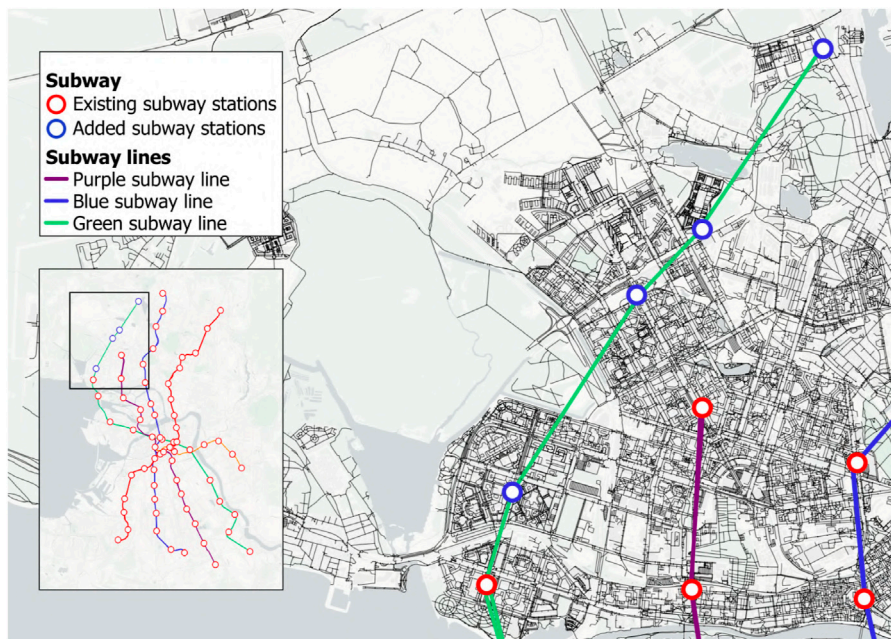 Subway
Existing subway stations
Added subway stations
Subway lines
Purple subway line
Blue subway line
Green subway line